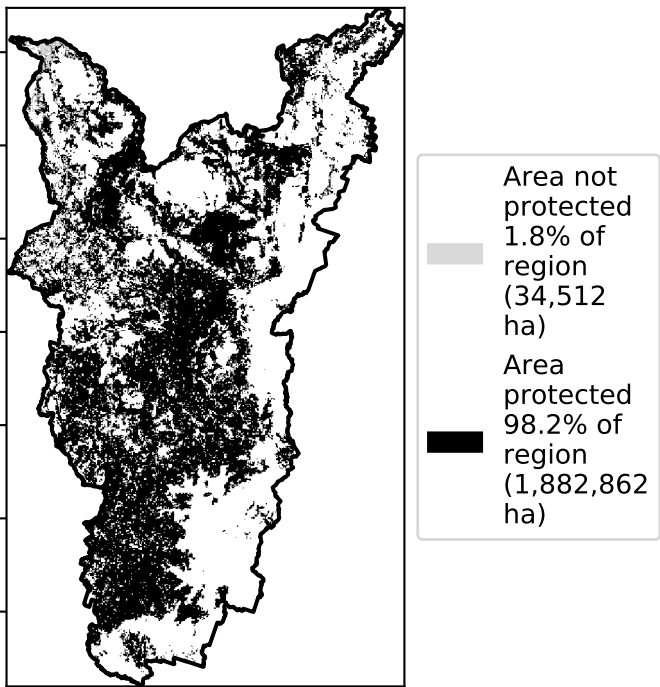 Area not
protected
1.8% of
region
(34,512
ha)
Area
protected
98.2% of
region
(1,882,862
ha)